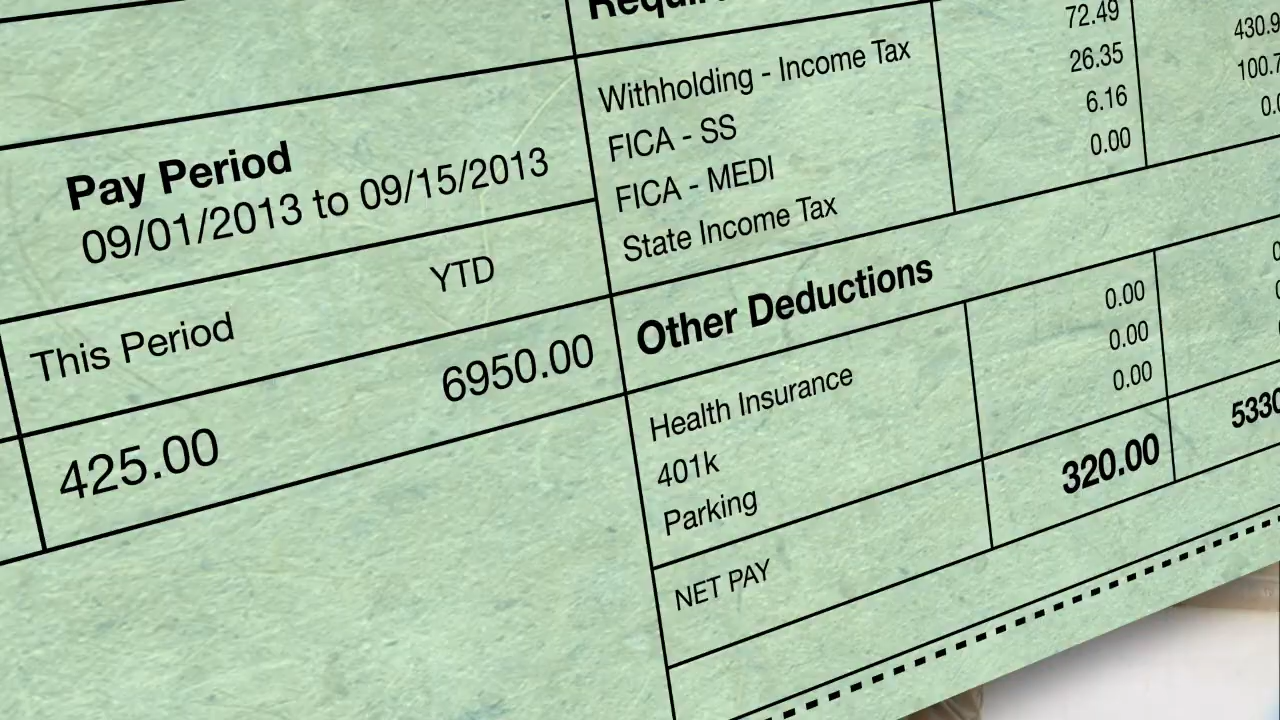 Pay Period
09/01/2013 to 09/15/2013
This Period YTD
425.00 6950.00
Withholding - Income Tax 72.49
FICA - SS 26.35
FICA - MEDI 6.16
State Income Tax 0.00
Other Deductions
Health Insurance 0.00
401k 0.00
Parking 0.00
NET PAY 320.00